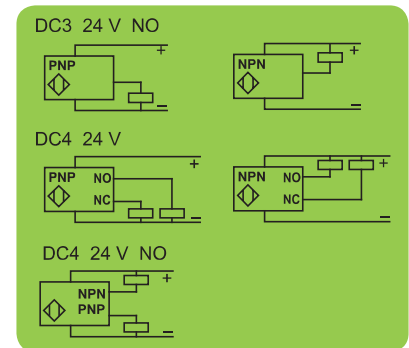 DC3 24 V NO
PNP
+
−
NPN
+
−
DC4 24 V
PNP NO
NC
+
−
NPN NO
NC
+
−
DC4 24 V NO
NPN
PNP
+
−